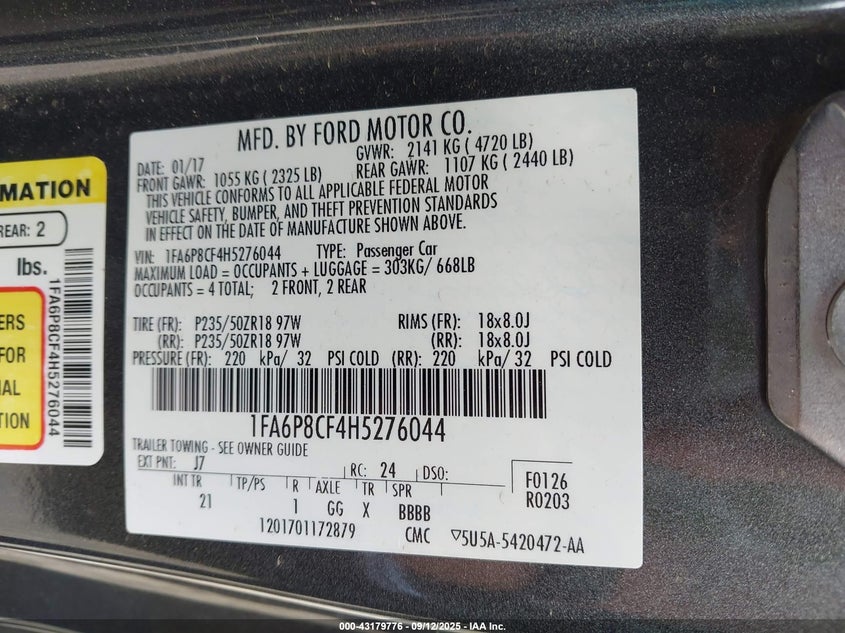 MFD. BY FORD MOTOR CO.
DATE: 01/17 GVWR: 2141 KG ( 4720 LB)
FRONT GAWR: 1055 KG ( 2325 LB) REAR GAWR: 1107 KG ( 2440 LB)
THIS VEHICLE CONFORMS TO ALL APPLICABLE FEDERAL MOTOR
VEHICLE SAFETY, BUMPER, AND THEFT PREVENTION STANDARDS
IN EFFECT ON THE DATE OF MANUFACTURE SHOWN ABOVE.
VIN: 1FA6P8CF4H5276044 TYPE: Passenger Car
MAXIMUM LOAD = OCCUPANTS + LUGGAGE = 303KG/ 668LB
OCCUPANTS = 4 TOTAL; 2 FRONT, 2 REAR
TIRE (FR): P235/50ZR18 97W RIMS (FR): 18x8.0J
(RR): P235/50ZR18 97W (RR): 18x8.0J
PRESSURE (FR): 220 kPa/ 32 PSI COLD (RR): 220 kPa/ 32 PSI COLD
1FA6P8CF4H5276044
TRAILER TOWING - SEE OWNER GUIDE
EXT PNT: J7 RC: 24 DSO:
INT TR TP/PS R AXLE TR SPR
21 1 GG X BBBB
F0126
R0203
1201701172879 CMC ▽5U5A-5420472-AA
MATION
REAR: 2
lbs.
1FA6P8CF4H5276044
ERS
FOR
AL
TION
000-43179776 - 09/12/2025 - IAA Inc.